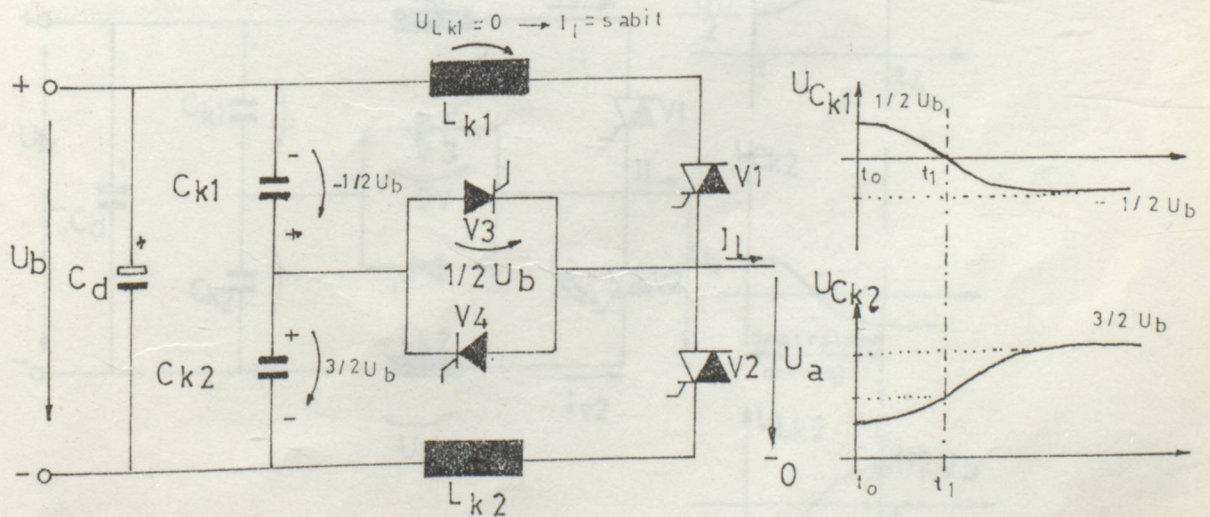 U_Lk1 = 0 → I_l = sabit
+
L_k1
U_b
C_d
+
C_k1
-
-1/2 U_b
+
V3
1/2 U_b
V4
C_k2
+
3/2 U_b
-
V1
I_L
V2
U_a
0
-
L_k2
U_Ck1
1/2 U_b
t_0
t_1
- 1/2 U_b
U_Ck2
3/2 U_b
t_0
t_1